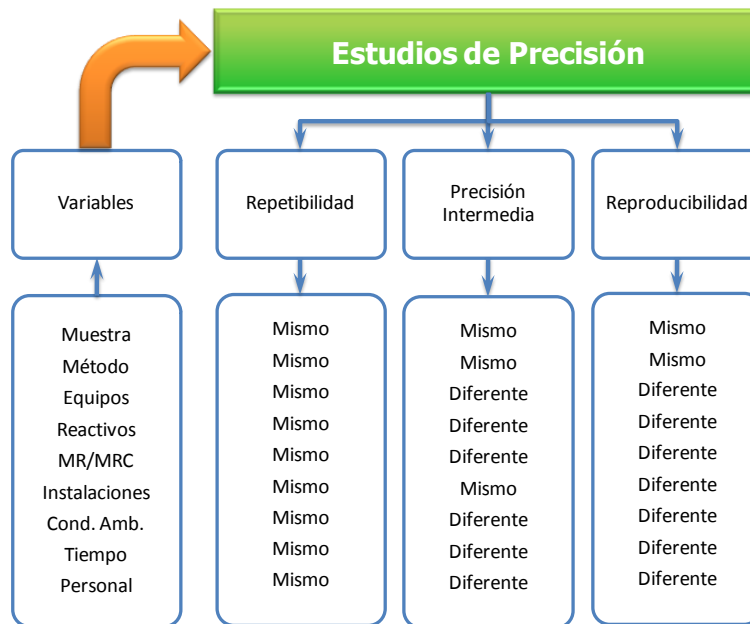 Estudios de Precisión
Variables
Repetibilidad
Precisión
Intermedia
Reproducibilidad
Muestra
Método
Equipos
Reactivos
MR/MRC
Instalaciones
Cond. Amb.
Tiempo
Personal
Mismo
Mismo
Mismo
Mismo
Mismo
Mismo
Mismo
Mismo
Mismo
Mismo
Mismo
Diferente
Diferente
Diferente
Mismo
Diferente
Diferente
Diferente
Mismo
Mismo
Diferente
Diferente
Diferente
Diferente
Diferente
Diferente
Diferente